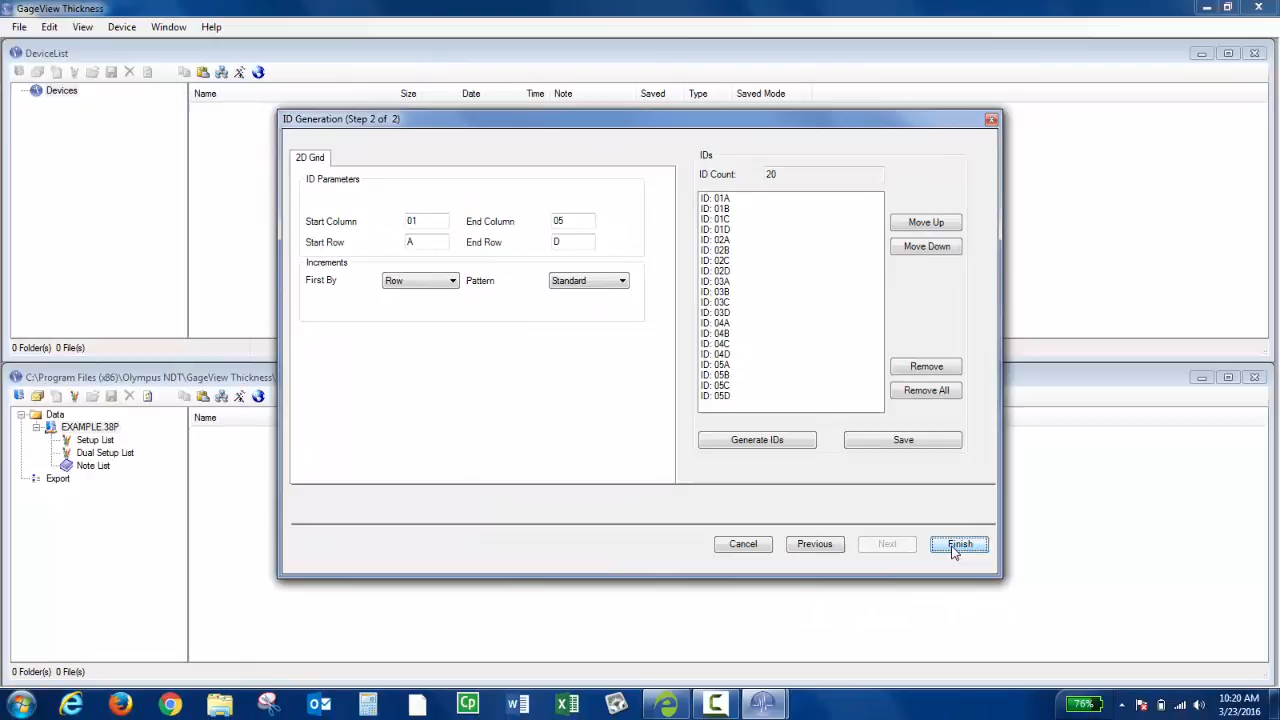 GageView Thickness
File Edit View Device Window Help
DeviceList
Devices
Name Size Date Time Note Saved Type Saved Mode
ID Generation (Step 2 of 2)
2D Grid
ID Parameters
Start Column 01 End Column 05
Start Row A End Row D
Increments
First By Row Pattern Standard
IDs
ID Count: 20
ID: 01A
ID: 01B
ID: 01C
ID: 01D
ID: 02A
ID: 02B
ID: 02C
ID: 02D
ID: 03A
ID: 03B
ID: 03C
ID: 03D
ID: 04A
ID: 04B
ID: 04C
ID: 04D
ID: 05A
ID: 05B
ID: 05C
ID: 05D
Move Up
Move Down
Remove
Remove All
Generate IDs Save
Cancel Previous Next Finish
0 Folder(s) 0 File(s)
C:\Program Files (x86)\Olympus NDT\GageView Thickness\
Name
Data
EXAMPLE.38P
Setup List
Dual Setup List
Note List
Export
0 Folder(s) 0 File(s)
76%
10:20 AM
3/23/2016